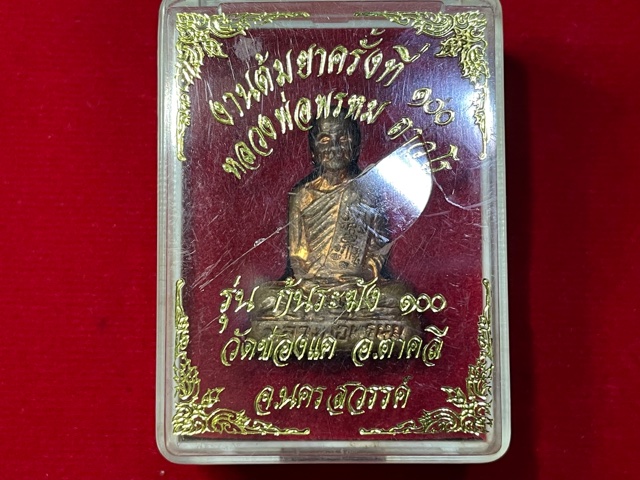 งานต้มยาครั้งที่ ๑๐๐
หลวงพ่อพรหม ถาวโร
รุ่น ก้นระฆัง ๑๐๐
วัดช่องแค อ.ตาคลี
จ.นครสวรรค์